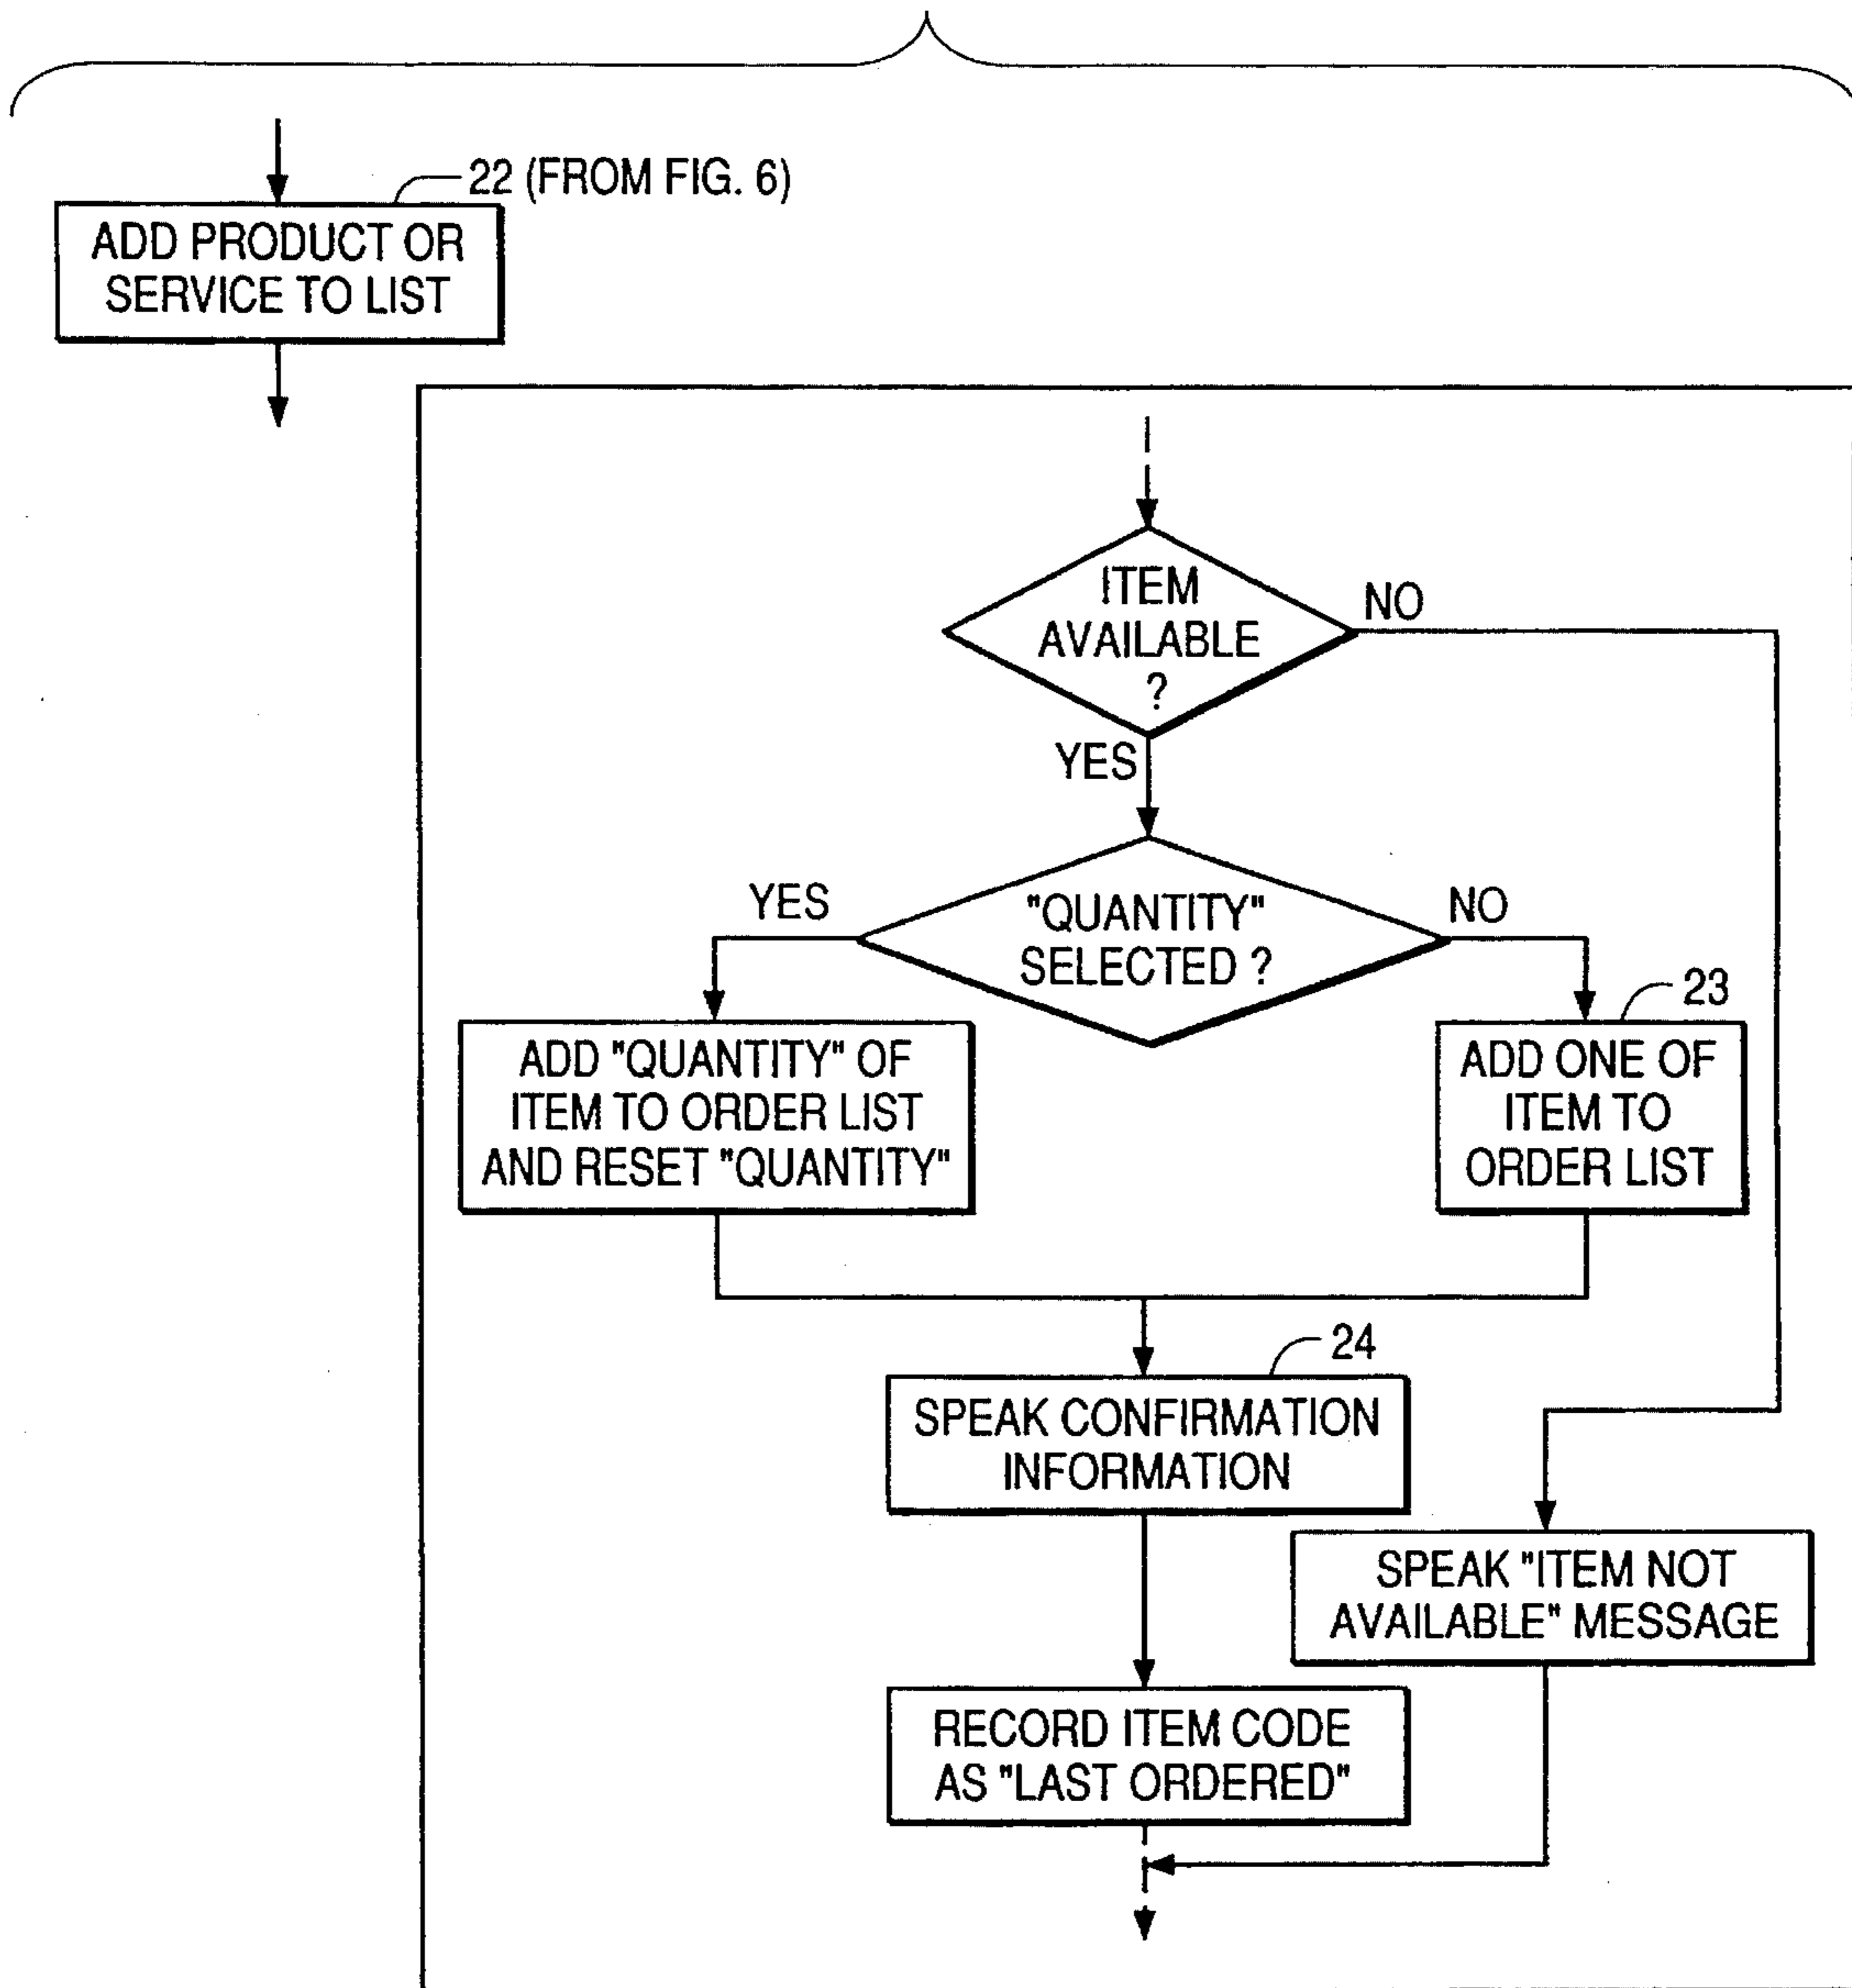 22 (FROM FIG. 6)
ADD PRODUCT OR
SERVICE TO LIST
ITEM
AVAILABLE
?
NO
YES
"QUANTITY"
SELECTED ?
YES
NO
ADD "QUANTITY" OF
ITEM TO ORDER LIST
AND RESET "QUANTITY"
23
ADD ONE OF
ITEM TO
ORDER LIST
24
SPEAK CONFIRMATION
INFORMATION
SPEAK "ITEM NOT
AVAILABLE" MESSAGE
RECORD ITEM CODE
AS "LAST ORDERED"